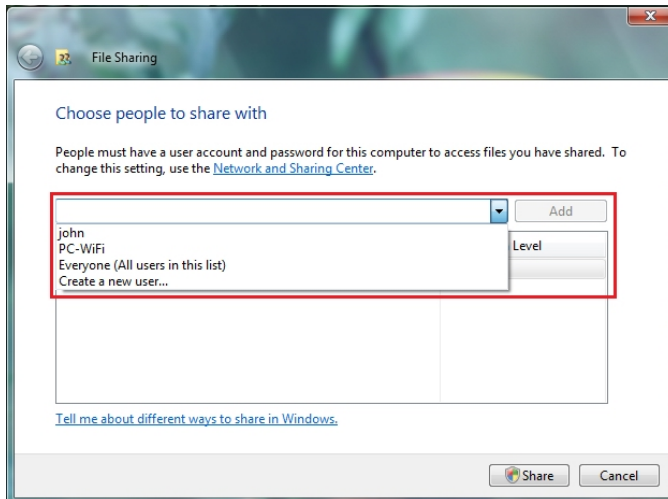 File Sharing
Choose people to share with
People must have a user account and password for this computer to access files you have shared.  To
change this setting, use the Network and Sharing Center.
Add
john
PC-WiFi
Everyone (All users in this list)
Create a new user...
Level
Tell me about different ways to share in Windows.
Share
Cancel